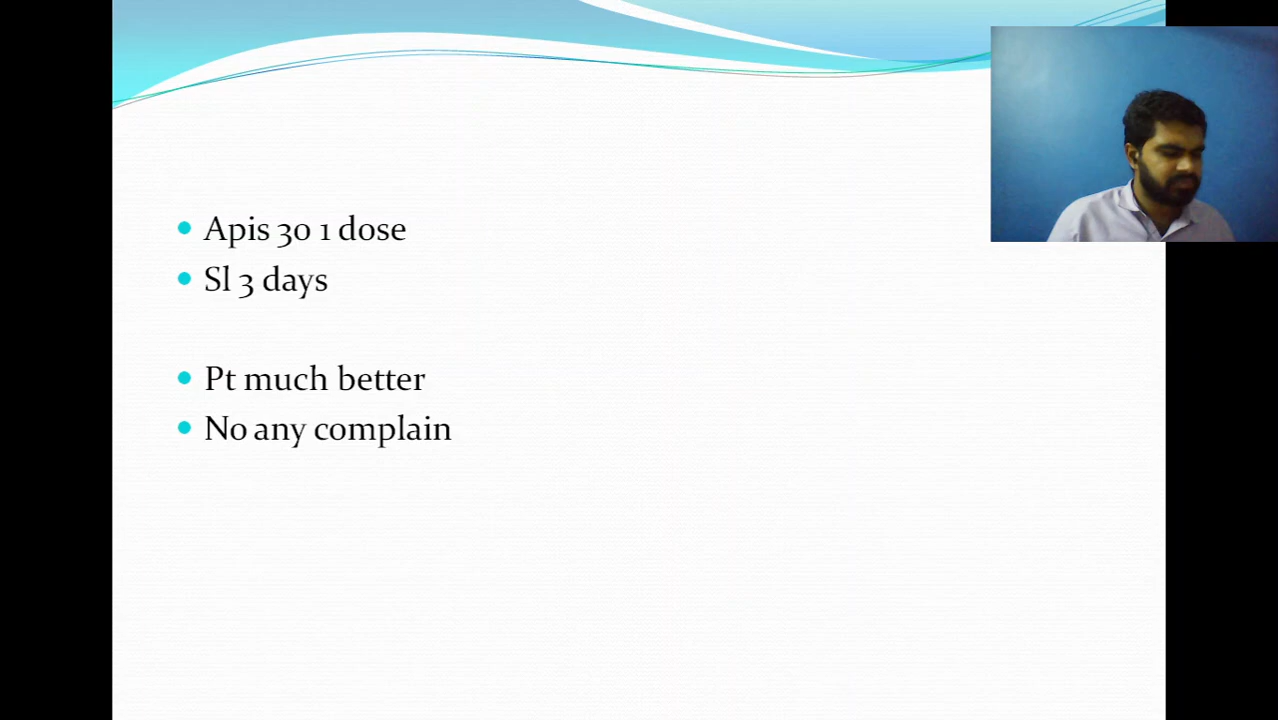 Apis 30 1 dose
Sl 3 days
Pt much better
No any complain